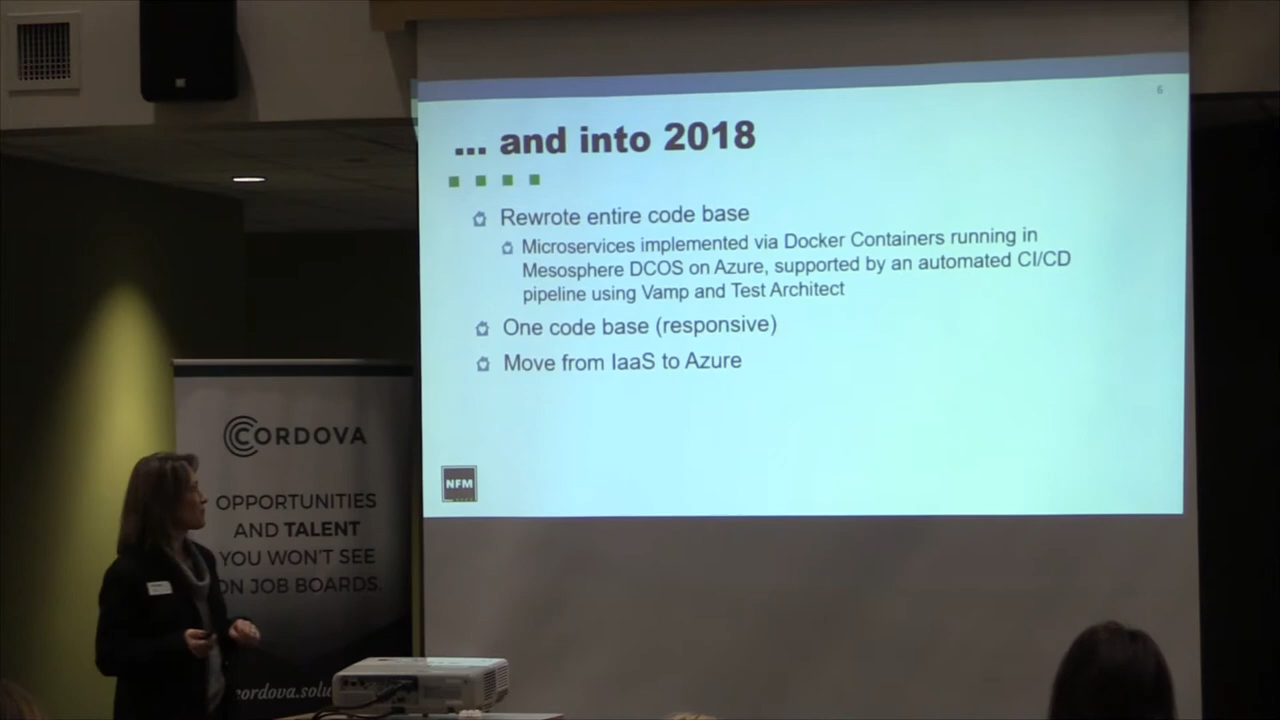 6
... and into 2018
Rewrote entire code base
Microservices implemented via Docker Containers running in
Mesosphere DCOS on Azure, supported by an automated CI/CD
pipeline using Vamp and Test Architect
One code base (responsive)
Move from IaaS to Azure
NFM
CORDOVA
OPPORTUNITIES
AND TALENT
YOU WON'T SEE
ON JOB BOARDS.